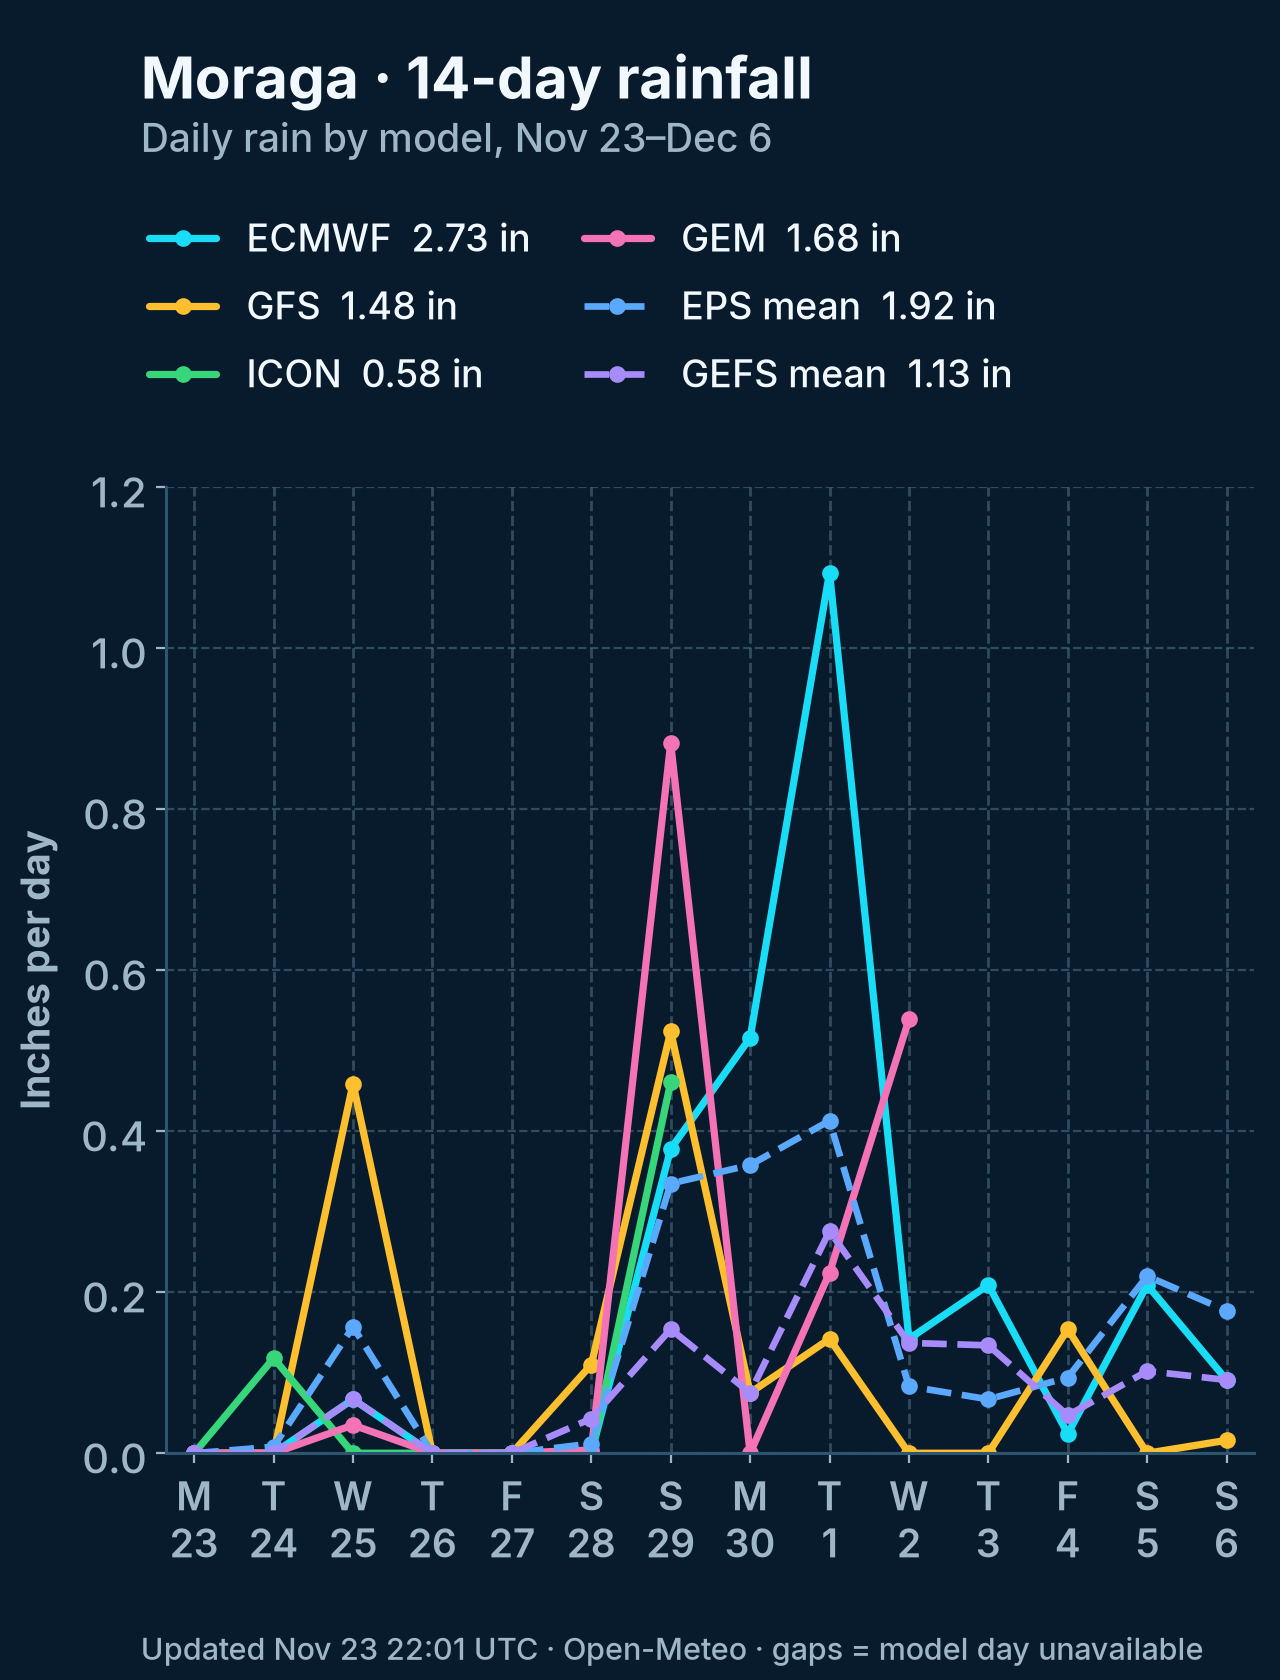 Moraga · 14-day rainfall
Daily rain by model, Nov 23–Dec 6
ECMWF 2.73 in
GEM 1.68 in
GFS 1.48 in
EPS mean 1.92 in
ICON 0.58 in
GEFS mean 1.13 in
Inches per day
1.2
1.0
0.8
0.6
0.4
0.2
0.0
M T W T F S S M T W T F S S
23 24 25 26 27 28 29 30 1 2 3 4 5 6
Updated Nov 23 22:01 UTC · Open-Meteo · gaps = model day unavailable